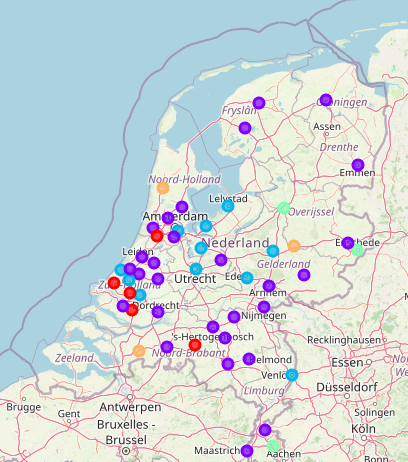 Fryslân
Groningen
Assen
Drenthe
Emmen
Noord-Holland
Lelystad
Amsterdam
Overijssel
Nederland
Enschede
Leiden
Gelderland
Utrecht
Ede
Zuid-Holland
Arnhem
Dordrecht
Nijmegen
's-Hertogenbosch
Recklinghausen
Zeeland
Noord-Brabant
Helmond
Essen
Venlo
Düsseldorf
Limburg
Brugge
Gent
Antwerpen
Solingen
Bruxelles -
Brussel
Köln
Maastricht
Aachen
Bonn